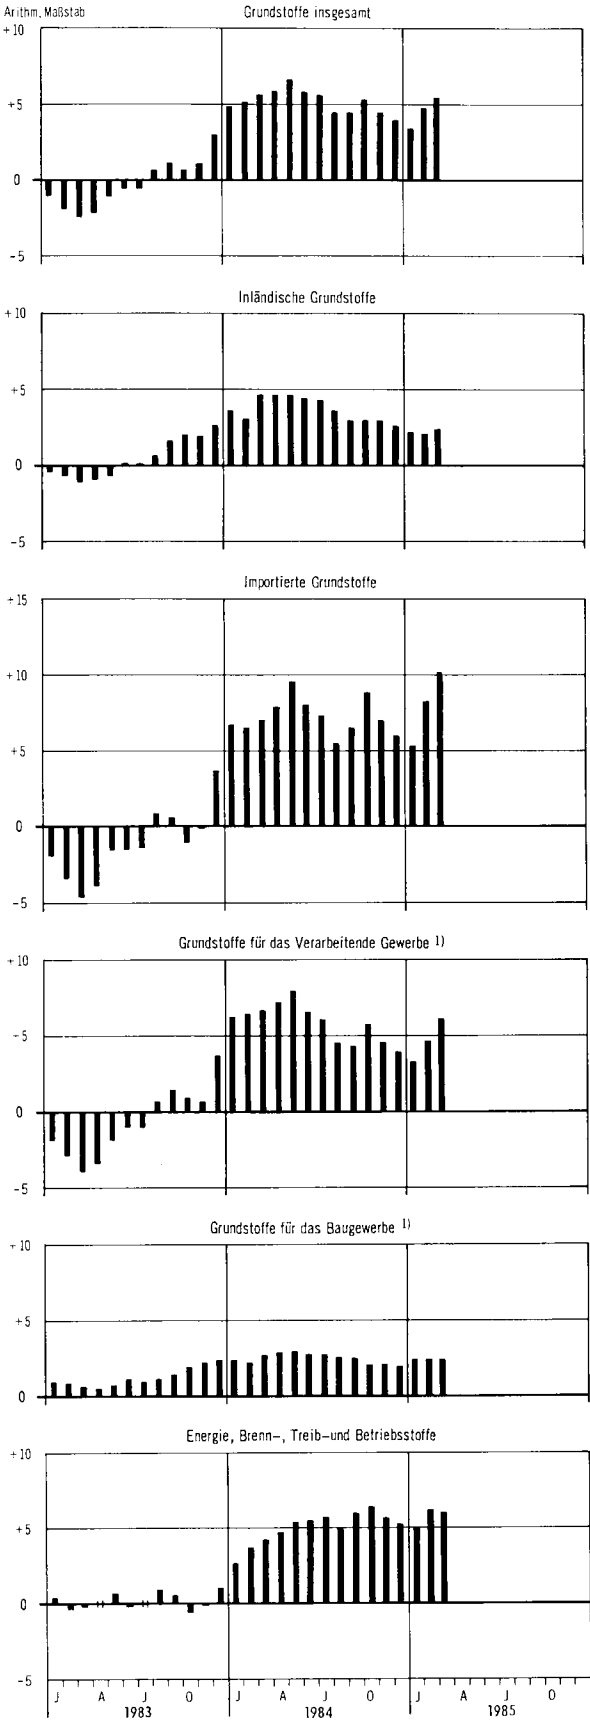 Arithm. Maßstab
Grundstoffe insgesamt
+10
+5
0
−5
Inländische Grundstoffe
+10
+5
0
−5
Importierte Grundstoffe
+15
+10
+5
0
−5
Grundstoffe für das Verarbeitende Gewerbe 1)
+10
+5
0
−5
Grundstoffe für das Baugewerbe 1)
+10
+5
0
Energie, Brenn-, Treib- und Betriebsstoffe
+10
+5
0
−5
J A J O J A J O J A J O
1983 1984 1985